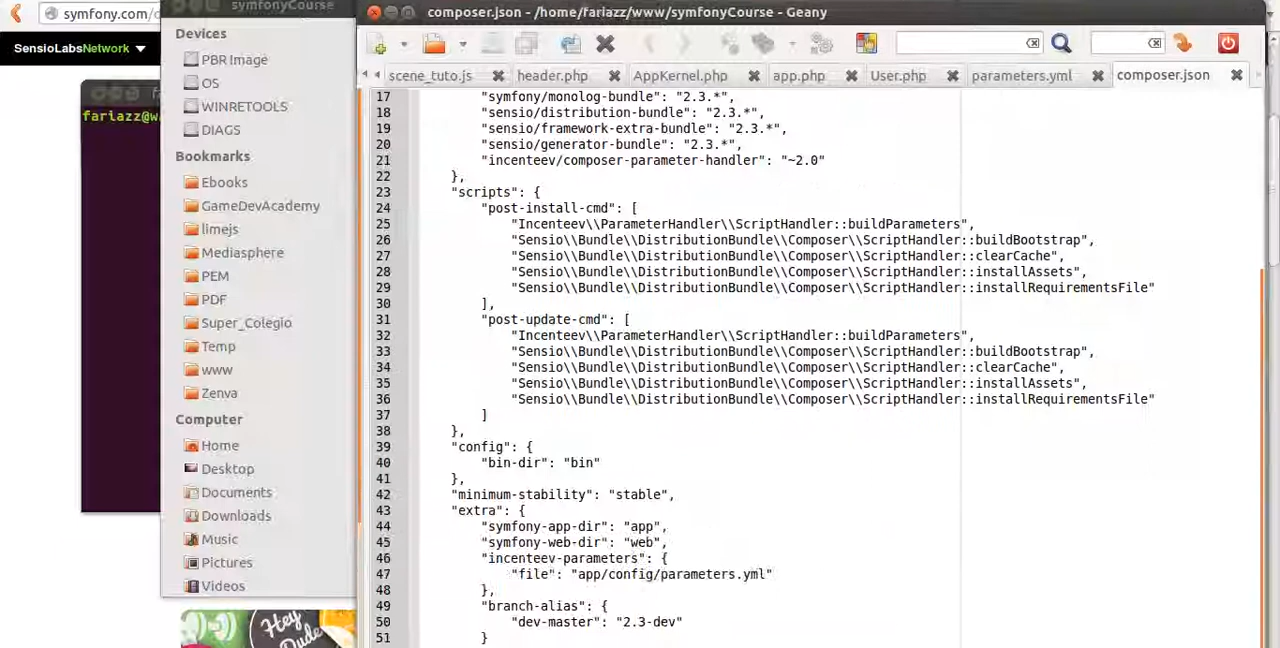 symfony.com/
SensioLabsNetwork
fariazz@w
symfonyCourse
Devices
PBR Image
OS
WINRETOOLS
DIAGS
Bookmarks
Ebooks
GameDevAcademy
limejs
Mediasphere
PEM
PDF
Super_Colegio
Temp
www
Zenva
Computer
Home
Desktop
Documents
Downloads
Music
Pictures
Videos
Hey
Dude
composer.json - /home/fariazz/www/symfonyCourse - Geany
scene_tuto.js header.php AppKernel.php app.php User.php parameters.yml composer.json
17 "symfony/monolog-bundle": "2.3.*",
18 "sensio/distribution-bundle": "2.3.*",
19 "sensio/framework-extra-bundle": "2.3.*",
20 "sensio/generator-bundle": "2.3.*",
21 "incenteev/composer-parameter-handler": "~2.0"
22 },
23 "scripts": {
24 "post-install-cmd": [
25 "Incenteev\\ParameterHandler\\ScriptHandler::buildParameters",
26 "Sensio\\Bundle\\DistributionBundle\\Composer\\ScriptHandler::buildBootstrap",
27 "Sensio\\Bundle\\DistributionBundle\\Composer\\ScriptHandler::clearCache",
28 "Sensio\\Bundle\\DistributionBundle\\Composer\\ScriptHandler::installAssets",
29 "Sensio\\Bundle\\DistributionBundle\\Composer\\ScriptHandler::installRequirementsFile"
30 ],
31 "post-update-cmd": [
32 "Incenteev\\ParameterHandler\\ScriptHandler::buildParameters",
33 "Sensio\\Bundle\\DistributionBundle\\Composer\\ScriptHandler::buildBootstrap",
34 "Sensio\\Bundle\\DistributionBundle\\Composer\\ScriptHandler::clearCache",
35 "Sensio\\Bundle\\DistributionBundle\\Composer\\ScriptHandler::installAssets",
36 "Sensio\\Bundle\\DistributionBundle\\Composer\\ScriptHandler::installRequirementsFile"
37 ]
38 },
39 "config": {
40 "bin-dir": "bin"
41 },
42 "minimum-stability": "stable",
43 "extra": {
44 "symfony-app-dir": "app",
45 "symfony-web-dir": "web",
46 "incenteev-parameters": {
47 "file": "app/config/parameters.yml"
48 },
49 "branch-alias": {
50 "dev-master": "2.3-dev"
51 }